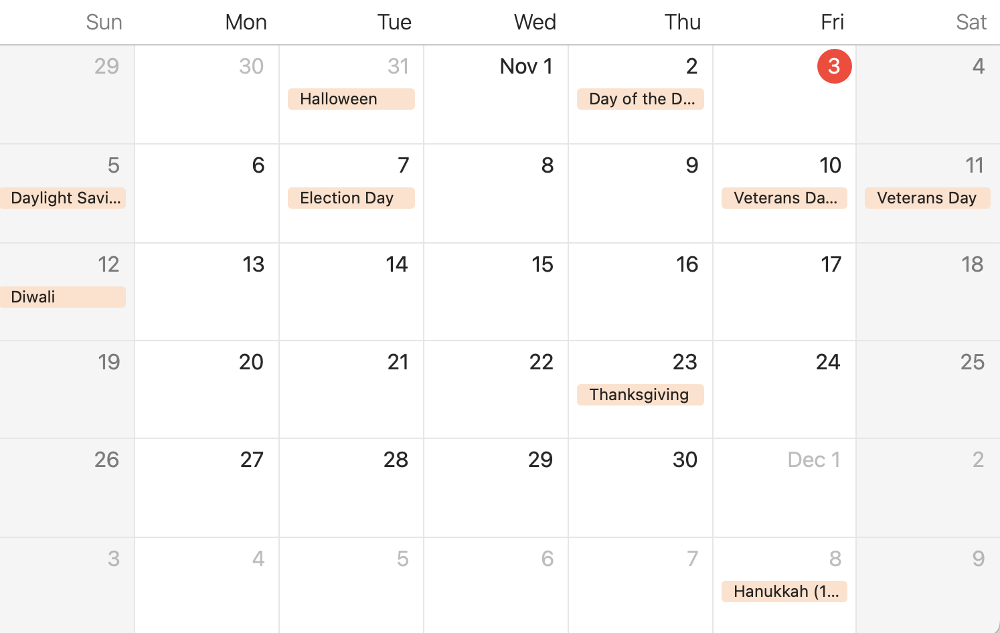 Sun Mon Tue Wed Thu Fri Sat
29 30 31 Nov 1 2 3 4
Halloween Day of the D...
5 6 7 8 9 10 11
Daylight Savi... Election Day Veterans Da... Veterans Day
12 13 14 15 16 17 18
Diwali
19 20 21 22 23 24 25
Thanksgiving
26 27 28 29 30 Dec 1 2
3 4 5 6 7 8 9
Hanukkah (1...